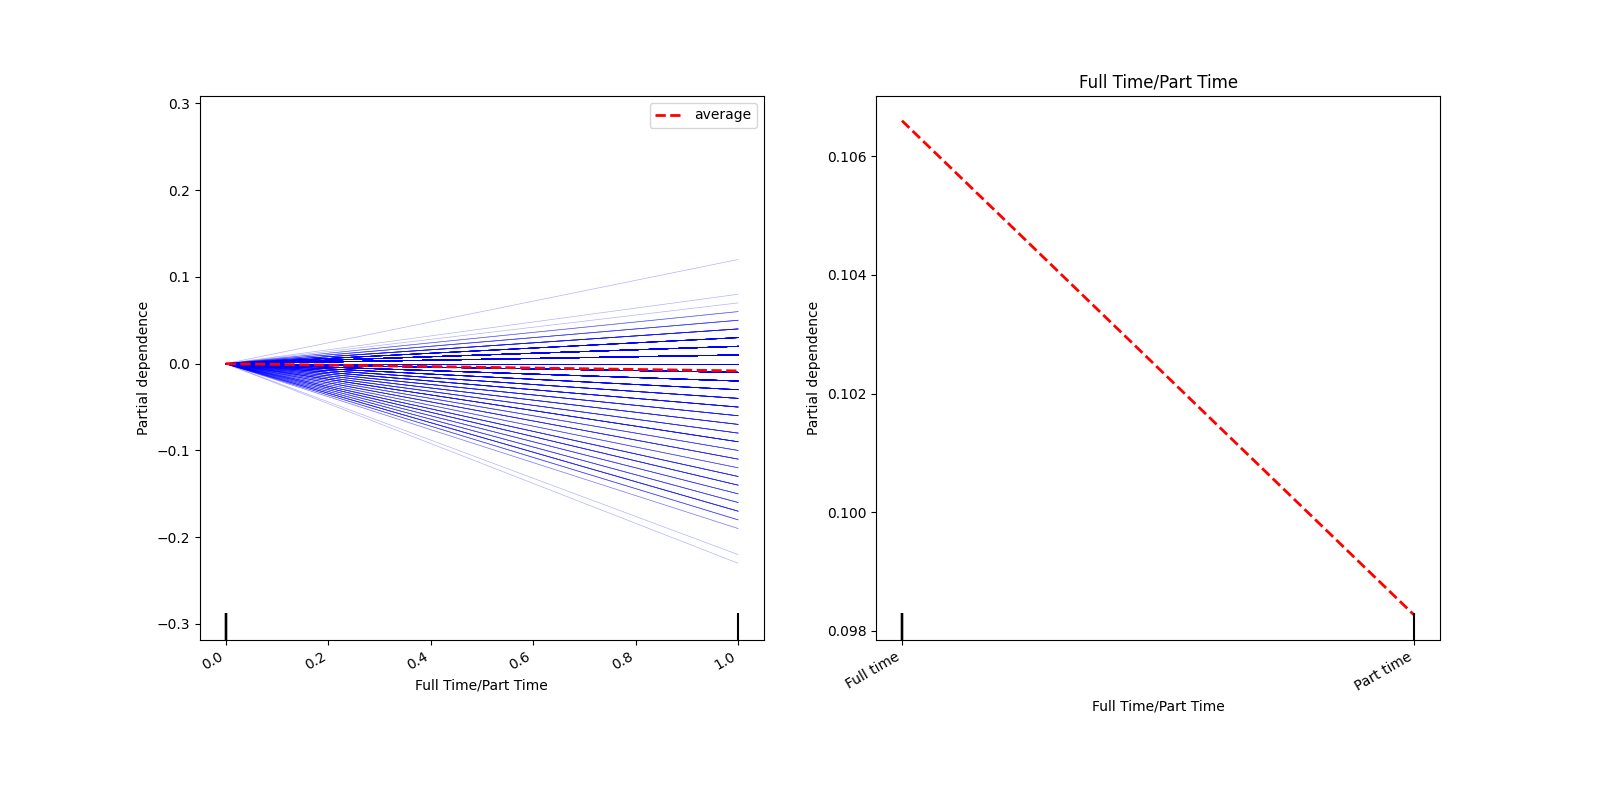 0.3
0.2
0.1
0.0
−0.1
−0.2
−0.3
Partial dependence
average
0.0
0.2
0.4
0.6
0.8
1.0
Full Time/Part Time
Full Time/Part Time
0.106
0.104
0.102
0.100
0.098
Partial dependence
Full time
Part time
Full Time/Part Time